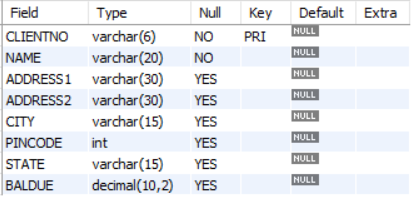 Field Type Null Key Default Extra
CLIENTNO varchar(6) NO PRI NULL
NAME varchar(20) NO NULL
ADDRESS1 varchar(30) YES NULL
ADDRESS2 varchar(30) YES NULL
CITY varchar(15) YES NULL
PINCODE int YES NULL
STATE varchar(15) YES NULL
BALDUE decimal(10,2) YES NULL